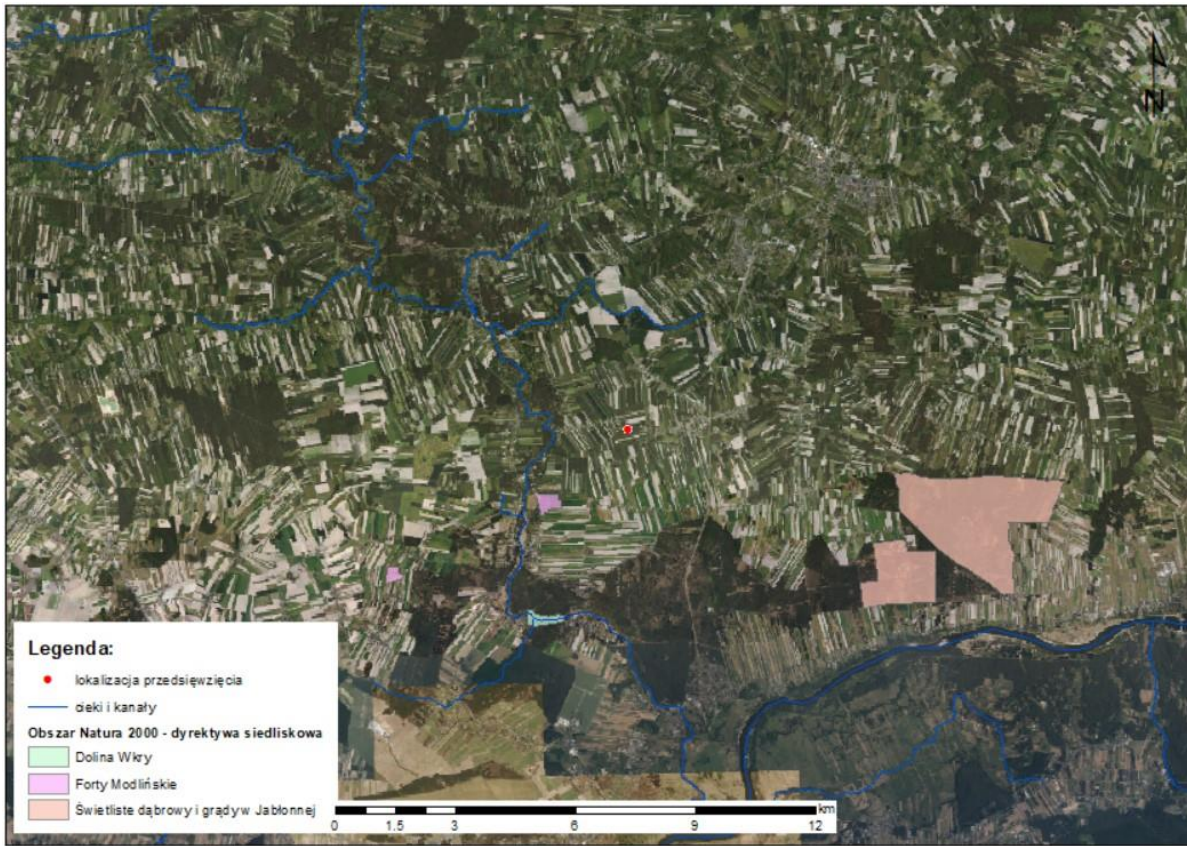 N
Legenda:
lokalizacja przedsięwzięcia
cieki i kanały
Obszar Natura 2000 - dyrektywa siedliskowa
Dolina Wkry
Forty Modlińskie
Świetliste dąbrowy i grądy w Jabłonnej
km
0 1,5 3 6 9 12